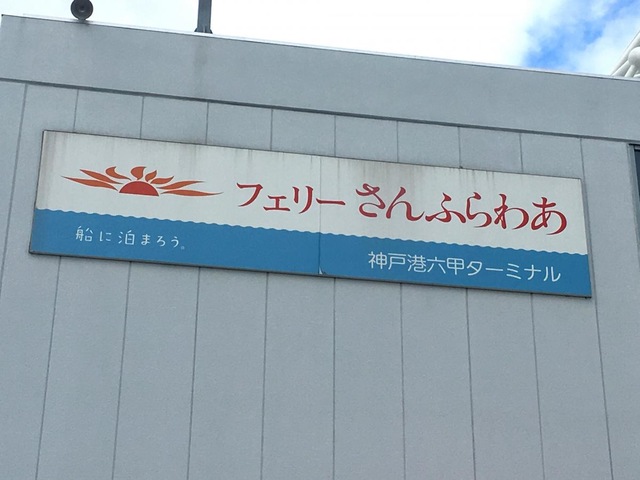 フェリーさんふらわあ
船に泊まろう。
神戸港六甲ターミナル